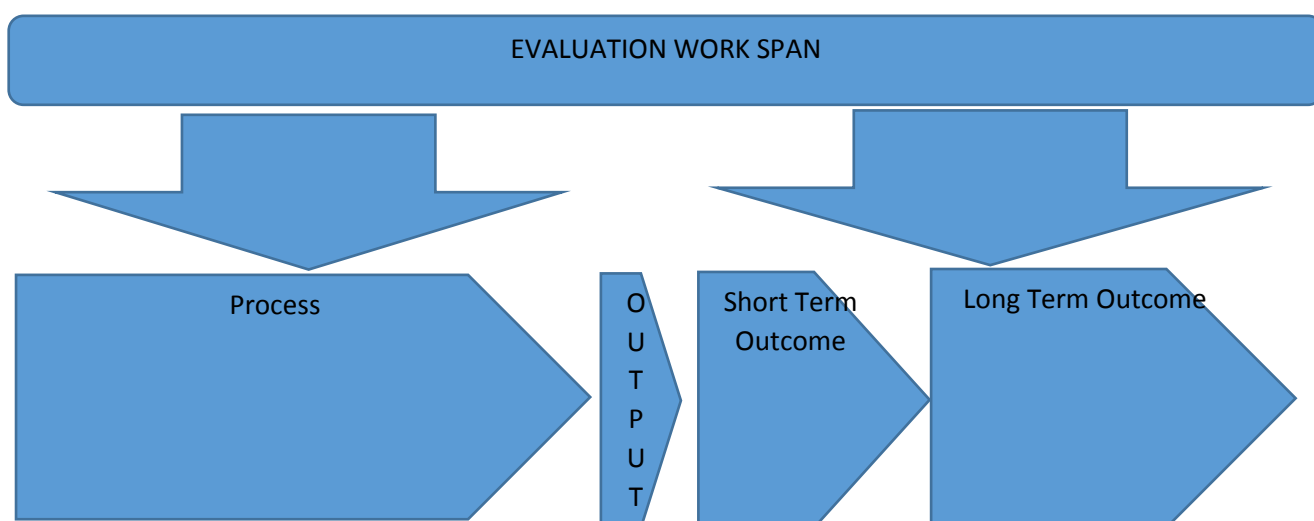 EVALUATION WORK SPAN
Process
O
U
T
P
U
T
Short Term
Outcome
Long Term Outcome